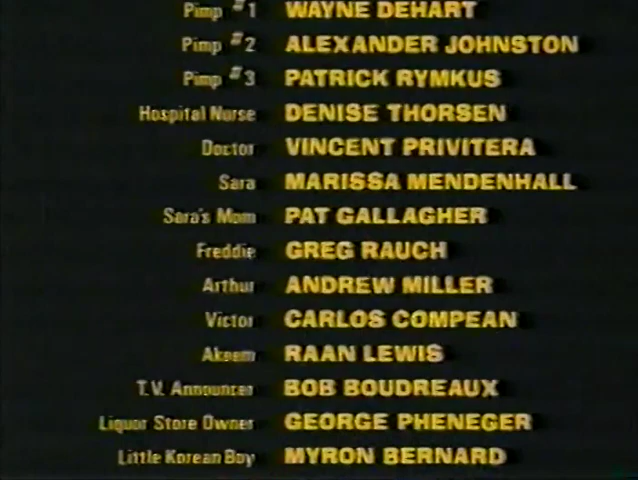 Pimp #1 WAYNE DEHART
Pimp #2 ALEXANDER JOHNSTON
Pimp #3 PATRICK RYMKUS
Hospital Nurse DENISE THORSEN
Doctor VINCENT PRIVITERA
Sara MARISSA MENDENHALL
Sara's Mom PAT GALLAGHER
Freddie GREG RAUCH
Arthur ANDREW MILLER
Victor CARLOS COMPEAN
Akeem RAAN LEWIS
T.V. Announcer BOB BOUDREAUX
Liquor Store Owner GEORGE PHENEGER
Little Korean Boy MYRON BERNARD